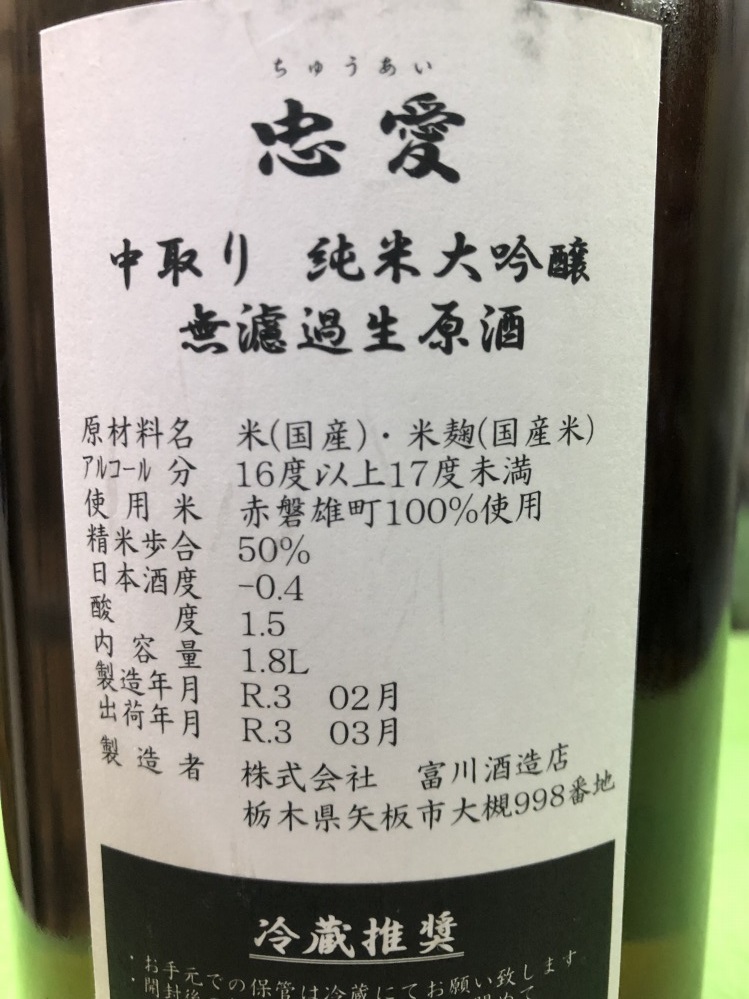 ちゅうあい
忠愛
中取り 純米大吟醸
無濾過生原酒
原材料名 米(国産)・米麹(国産米)
アルコール分 16度以上17度未満
使用米 赤磐雄町100%使用
精米歩合 50%
日本酒度 -0.4
酸度 1.5
内容量 1.8L
製造年月 R.3 02月
出荷年月 R.3 03月
製造者 株式会社 富川酒造店
栃木県矢板市大槻998番地
冷蔵推奨
・お手元での保管は冷蔵にてお願い致します。